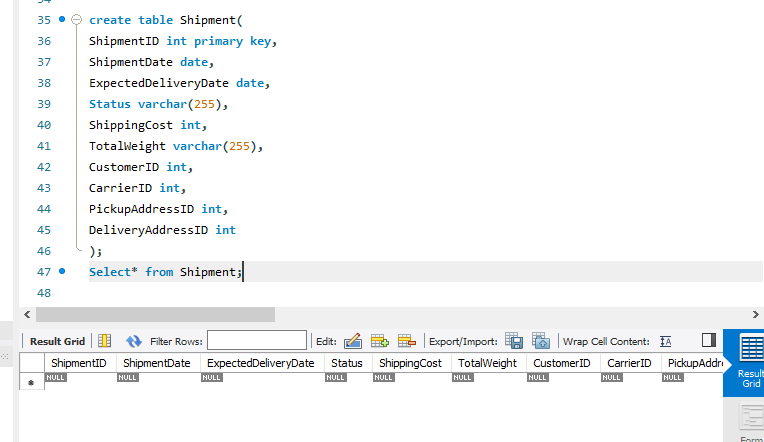 35 create table Shipment(
36 ShipmentID int primary key,
37 ShipmentDate date,
38 ExpectedDeliveryDate date,
39 Status varchar(255),
40 ShippingCost int,
41 TotalWeight varchar(255),
42 CustomerID int,
43 CarrierID int,
44 PickupAddressID int,
45 DeliveryAddressID int
46 );
47 Select* from Shipment;
48
Result Grid Filter Rows: Edit: Export/Import: Wrap Cell Content:
ShipmentID ShipmentDate ExpectedDeliveryDate Status ShippingCost TotalWeight CustomerID CarrierID PickupAddre
* NULL NULL NULL NULL NULL NULL NULL NULL NULL
Result
Grid